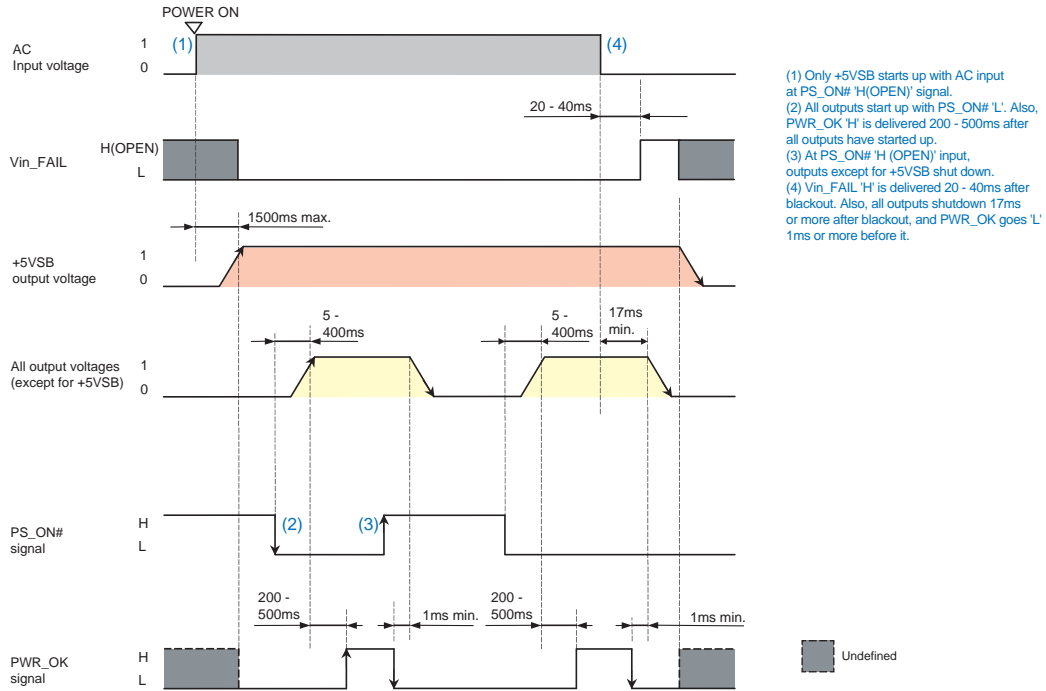 POWER ON
AC
Input voltage
1
0
(1)
(4)
20 - 40ms
Vin_FAIL
H(OPEN)
L
1500ms max.
+5VSB
output voltage
1
0
5 -
400ms
5 -
400ms
17ms
min.
All output voltages
(except for +5VSB)
1
0
PS_ON#
signal
H
L
(2)
(3)
200 -
500ms
1ms min.
200 -
500ms
1ms min.
PWR_OK
signal
H
L
(1) Only +5VSB starts up with AC input
at PS_ON# 'H(OPEN)' signal.
(2) All outputs start up with PS_ON# 'L'. Also,
PWR_OK 'H' is delivered 200 - 500ms after
all outputs have started up.
(3) At PS_ON# 'H (OPEN)' input,
outputs except for +5VSB shut down.
(4) Vin_FAIL 'H' is delivered 20 - 40ms after
blackout. Also, all outputs shutdown 17ms
or more after blackout, and PWR_OK goes 'L'
1ms or more before it.
Undefined